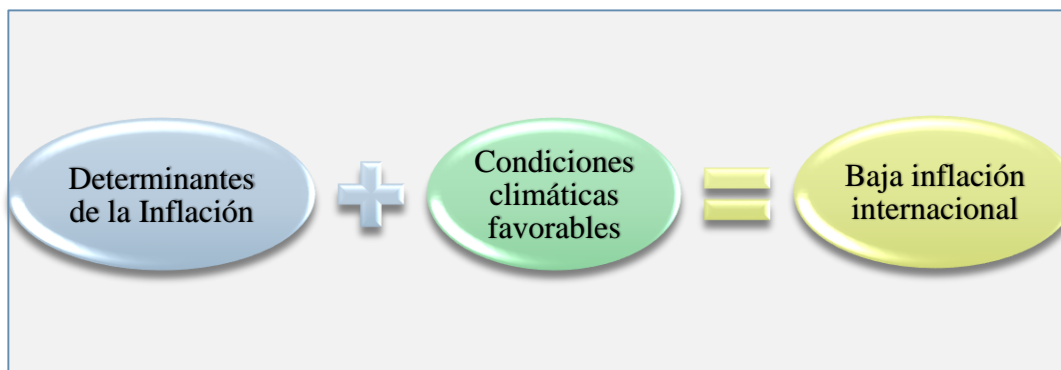 Determinantes
de la Inflación
+
Condiciones
climáticas
favorables
=
Baja inflación
internacional